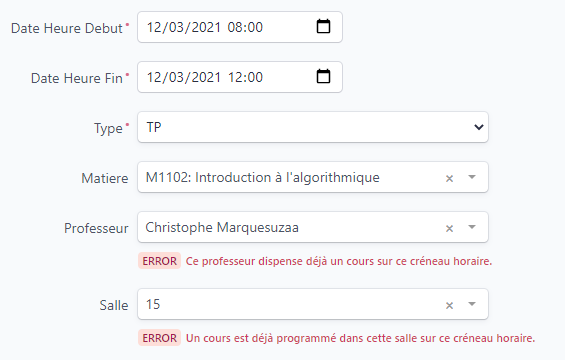 Date Heure Debut* 12/03/2021 08:00
Date Heure Fin* 12/03/2021 12:00
Type* TP
Matiere M1102: Introduction à l'algorithmique × 
Professeur Christophe Marquesuzaa ×
ERROR Ce professeur dispense déjà un cours sur ce créneau horaire.
Salle 15 ×
ERROR Un cours est déjà programmé dans cette salle sur ce créneau horaire.